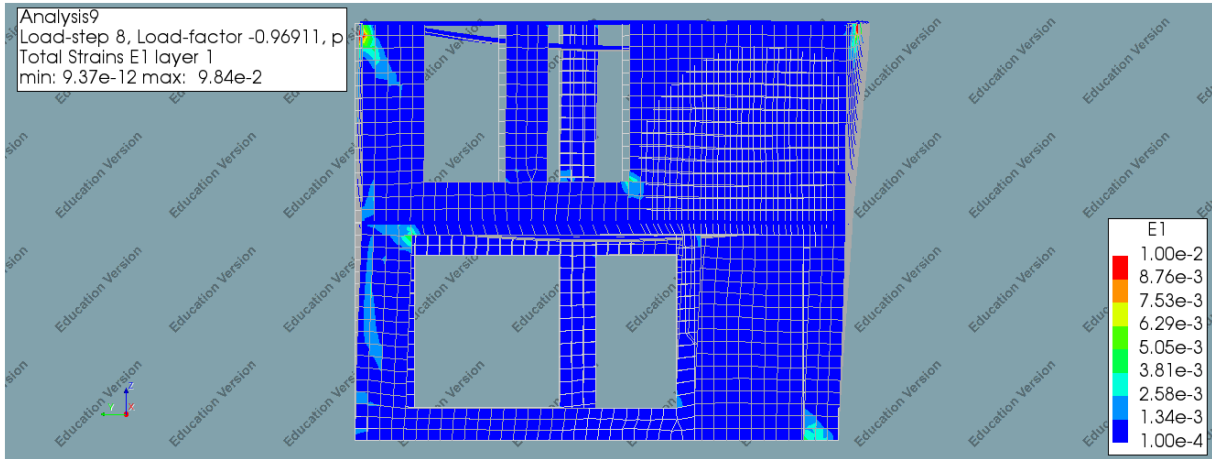 Analysis9
Load-step 8, Load-factor -0.96911, p
Total Strains E1 layer 1
min: 9.37e-12 max: 9.84e-2
Education Version
E1
1.00e-2
8.76e-3
7.53e-3
6.29e-3
5.05e-3
3.81e-3
2.58e-3
1.34e-3
1.00e-4
Z
Y
X